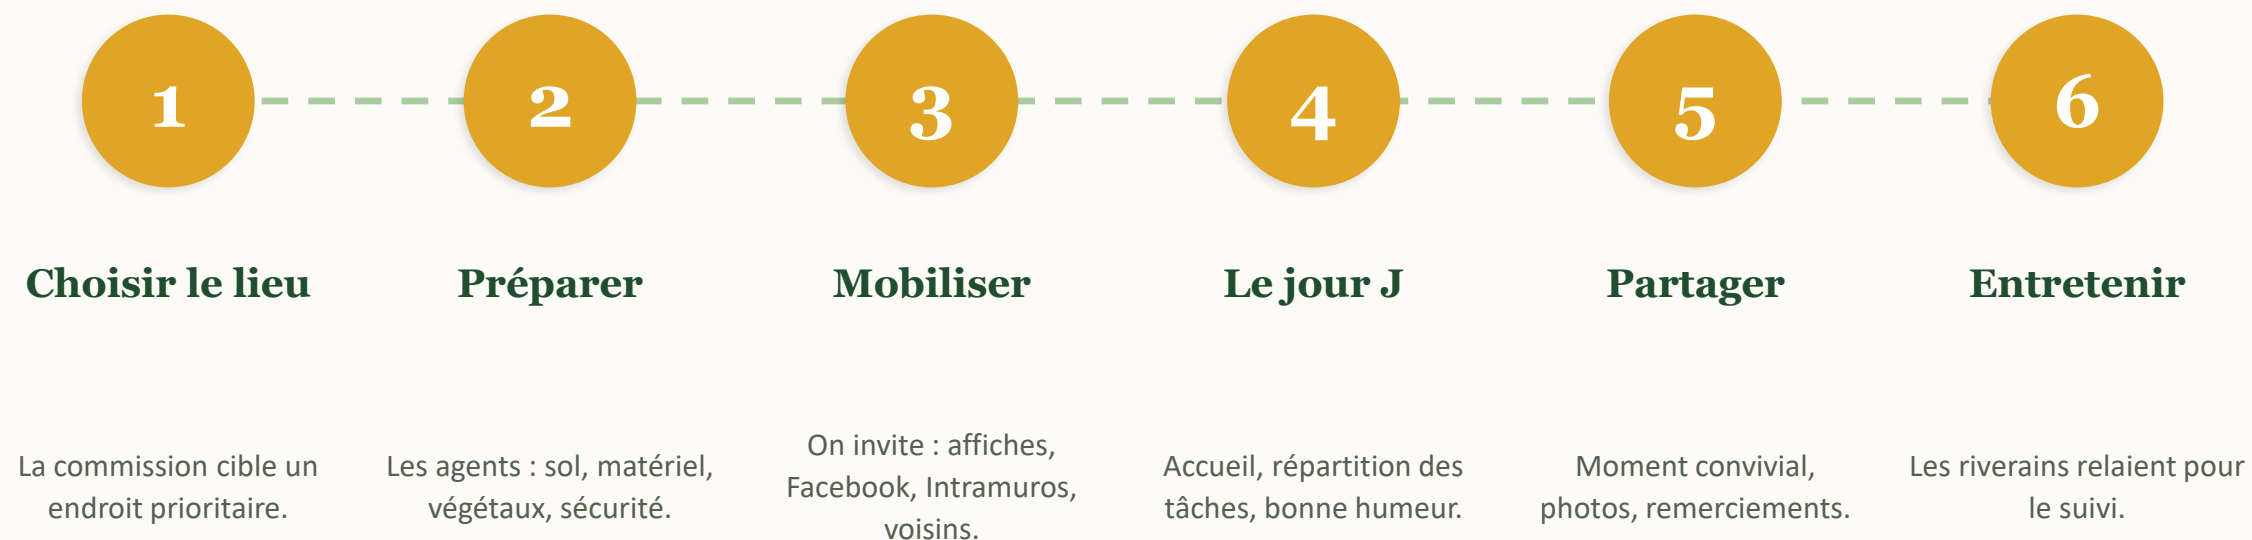 1
2
3
4
5
6
Choisir le lieu
Préparer
Mobiliser
Le jour J
Partager
Entretenir
La commission cible un
endroit prioritaire.
Les agents : sol, matériel,
végétaux, sécurité.
On invite : affiches,
Facebook, Intramuros,
voisins.
Accueil, répartition des
tâches, bonne humeur.
Moment convivial,
photos, remerciements.
Les riverains relaient pour
le suivi.